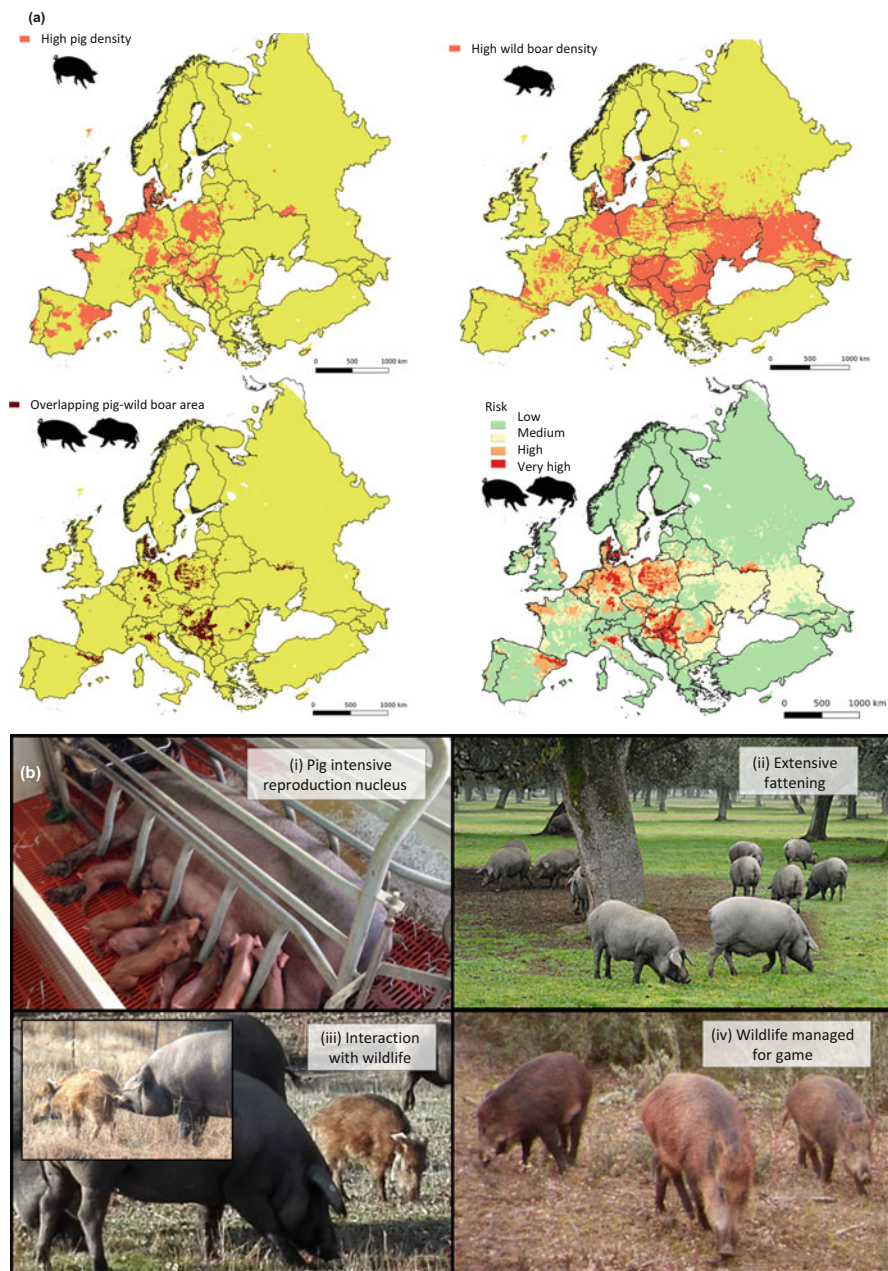 (a)
High pig density
High wild boar density
0 500 1000 km
0 500 1000 km
Overlapping pig-wild boar area
Risk
Low
Medium
High
Very high
0 500 1000 km
0 500 1000 km
(b)
(i) Pig intensive
reproduction nucleus
(ii) Extensive
fattening
(iii) Interaction
with wildlife
(iv) Wildlife managed
for game